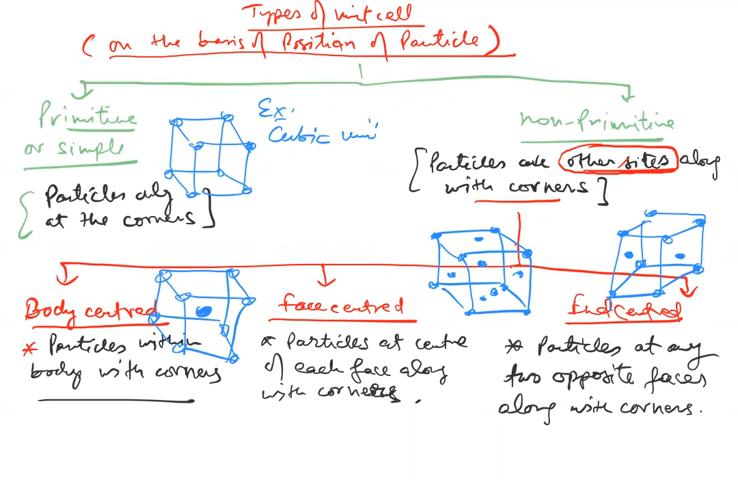 Types of unit cell
(on the basis of Position of Particle)
Primitive
or simple
[Particles only
at the corners]
Ex:
Cubic unit
non-Primitive
[Particles are other sites along
with corners]
Body centred
* Particles within
body with corners
face centred
* Particles at centre
of each face along
with corners.
End centred
* Particles at any
two opposite faces
along with corners.